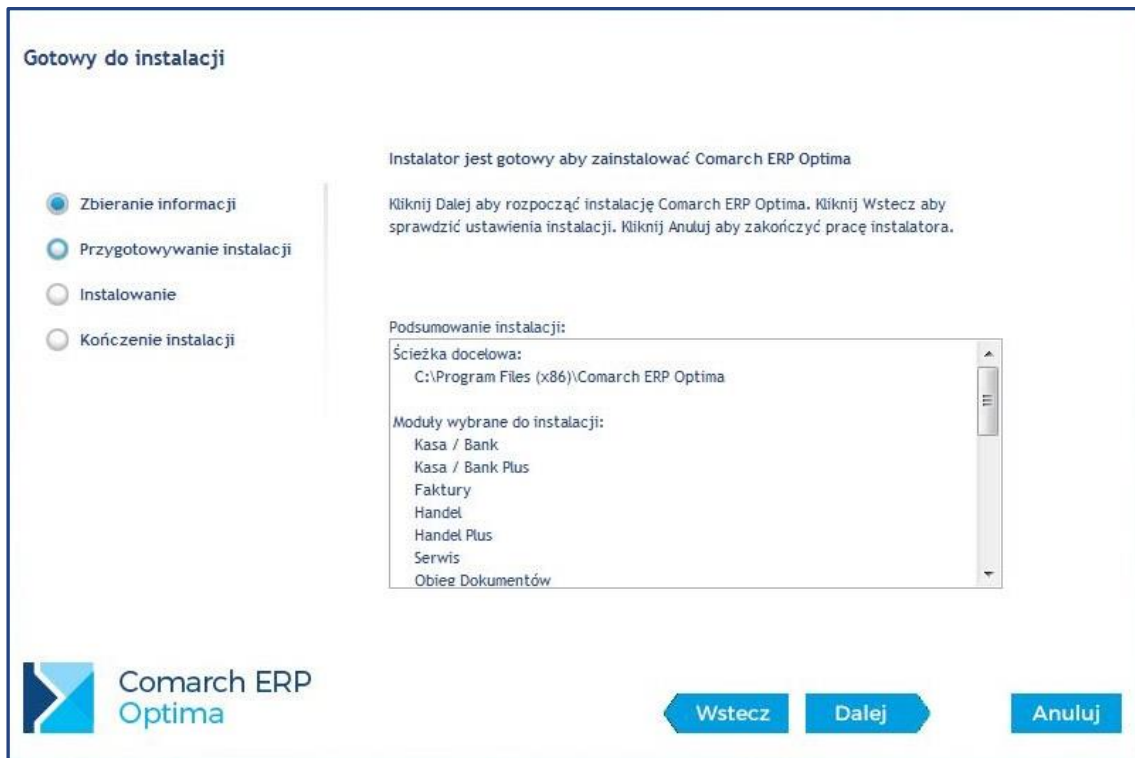 Gotowy do instalacji
Zbieranie informacji
Przygotowywanie instalacji
Instalowanie
Kończenie instalacji
Instalator jest gotowy aby zainstalować Comarch ERP Optima
Kliknij Dalej aby rozpocząć instalację Comarch ERP Optima. Kliknij Wstecz aby
sprawdzić ustawienia instalacji. Kliknij Anuluj aby zakończyć pracę instalatora.
Podsumowanie instalacji:
Ścieżka docelowa:
C:\Program Files (x86)\Comarch ERP Optima
Moduły wybrane do instalacji:
Kasa / Bank
Kasa / Bank Plus
Faktury
Handel
Handel Plus
Serwis
Obieg Dokumentów
Comarch ERP
Optima
Wstecz
Dalej
Anuluj